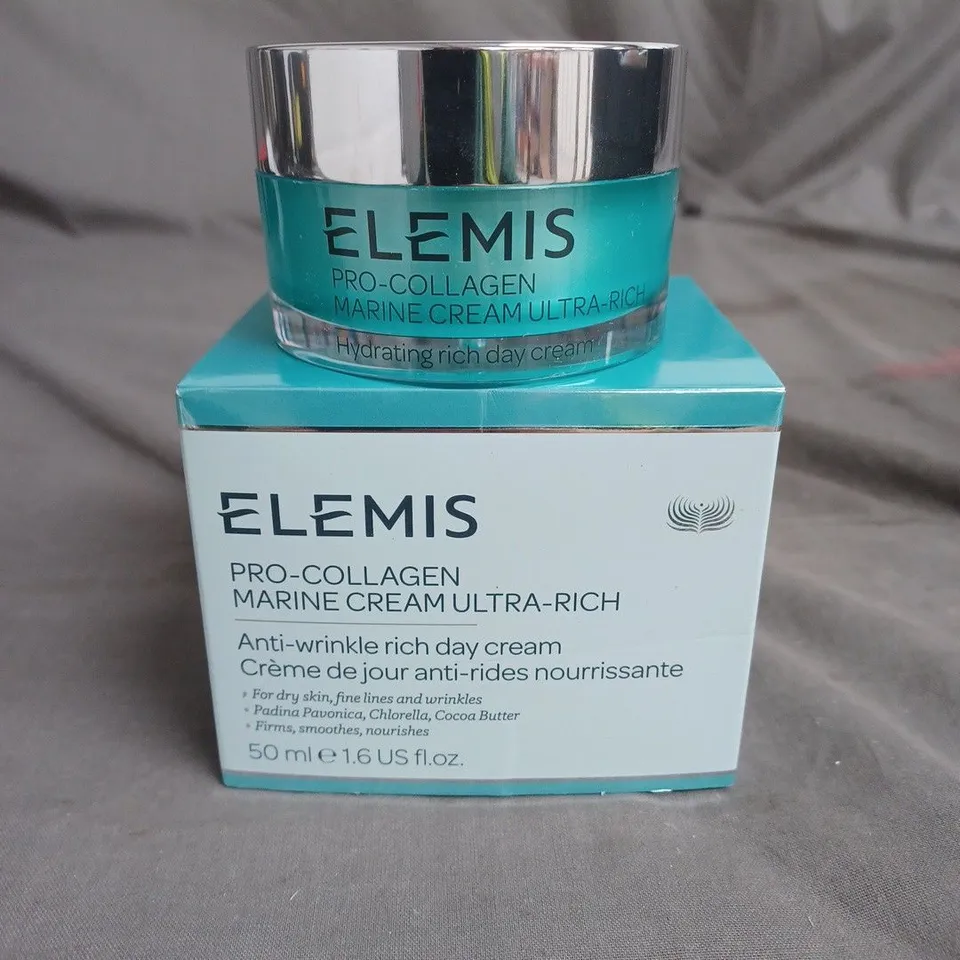 ELEMIS
PRO-COLLAGEN
MARINE CREAM ULTRA-RICH
Hydrating rich day cream
ELEMIS
PRO-COLLAGEN
MARINE CREAM ULTRA-RICH
Anti-wrinkle rich day cream
Crème de jour anti-rides nourrissante
• For dry skin, fine lines and wrinkles
• Padina Pavonica, Chlorella, Cocoa Butter
• Firms, smoothes, nourishes
50 ml ℮ 1.6 US fl.oz.